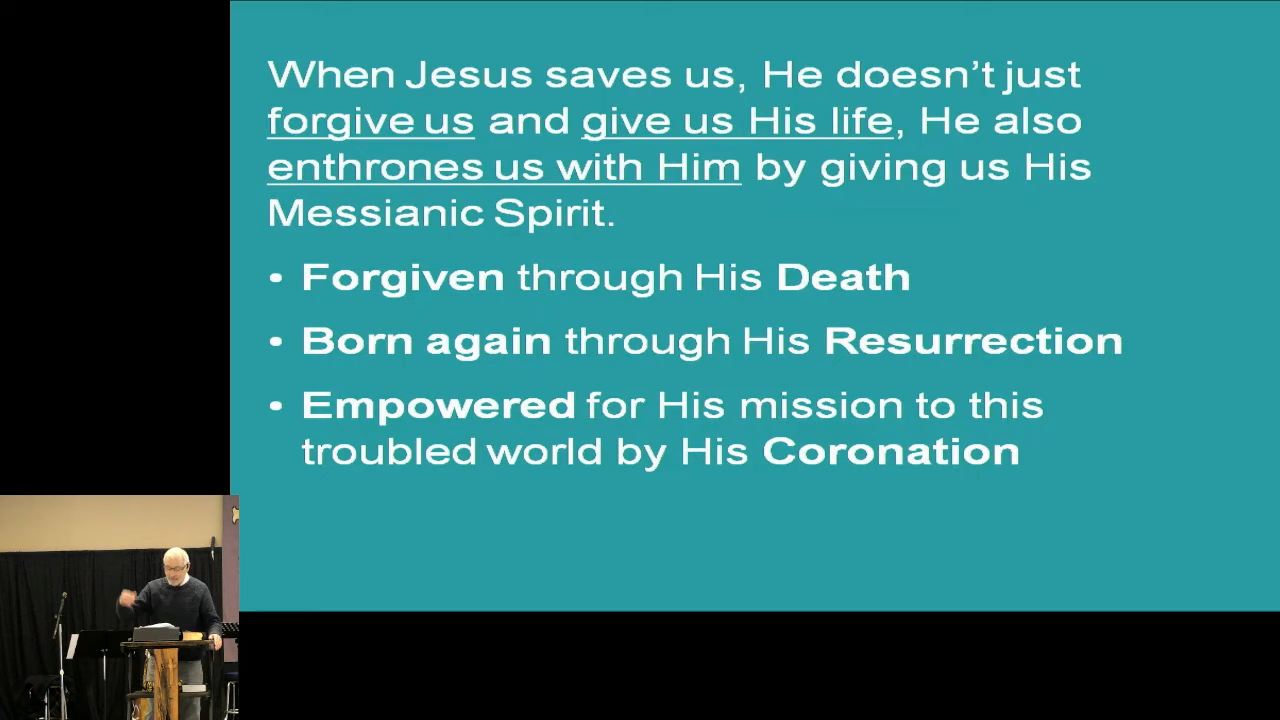 When Jesus saves us, He doesn’t just
forgive us and give us His life, He also
enthrones us with Him by giving us His
Messianic Spirit.
• Forgiven through His Death
• Born again through His Resurrection
• Empowered for His mission to this
troubled world by His Coronation